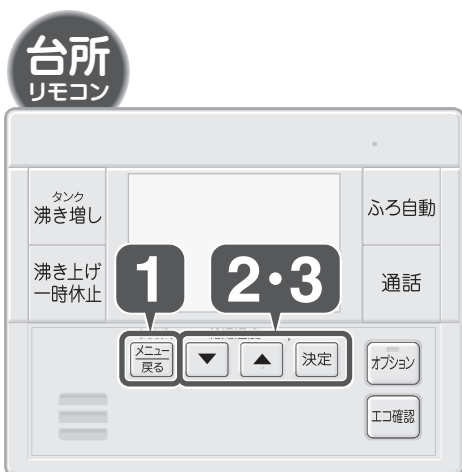 台所
リモコン
タンク
沸き増し
ふろ自動
沸き上げ
一時休止
通話
1
2・3
メニュー
戻る
▼
▲
決定
オプション
エコ確認